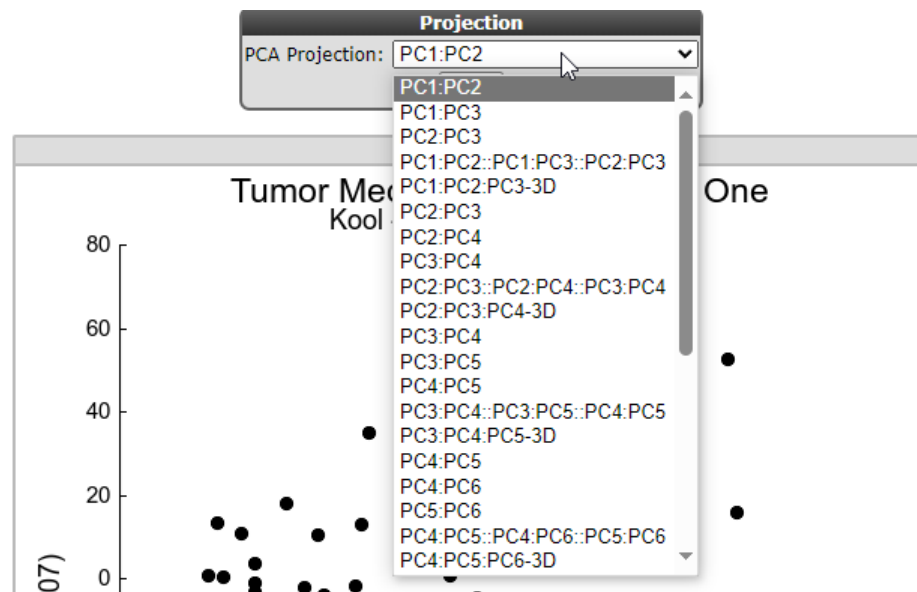 Projection
PCA Projection: PC1:PC2
PC1:PC2
PC1:PC3
PC2:PC3
PC1:PC2::PC1:PC3::PC2:PC3
PC1:PC2:PC3-3D
PC2:PC3
PC2:PC4
PC3:PC4
PC2:PC3::PC2:PC4::PC3:PC4
PC2:PC3:PC4-3D
PC3:PC4
PC3:PC5
PC4:PC5
PC3:PC4::PC3:PC5::PC4:PC5
PC3:PC4:PC5-3D
PC4:PC5
PC4:PC6
PC5:PC6
PC4:PC5::PC4:PC6::PC5:PC6
PC4:PC5:PC6-3D
Tumor One
Kool
80
60
40
20
0
07)